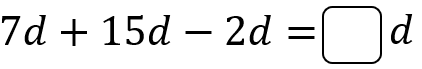 7d + 15d − 2d = d